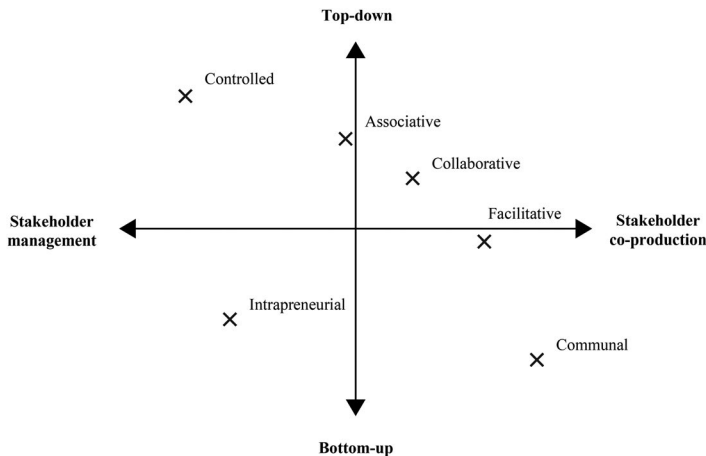 Top-down
Controlled
Associative
Collaborative
Facilitative
Stakeholder
management
Stakeholder
co-production
Intrapreneurial
Communal
Bottom-up